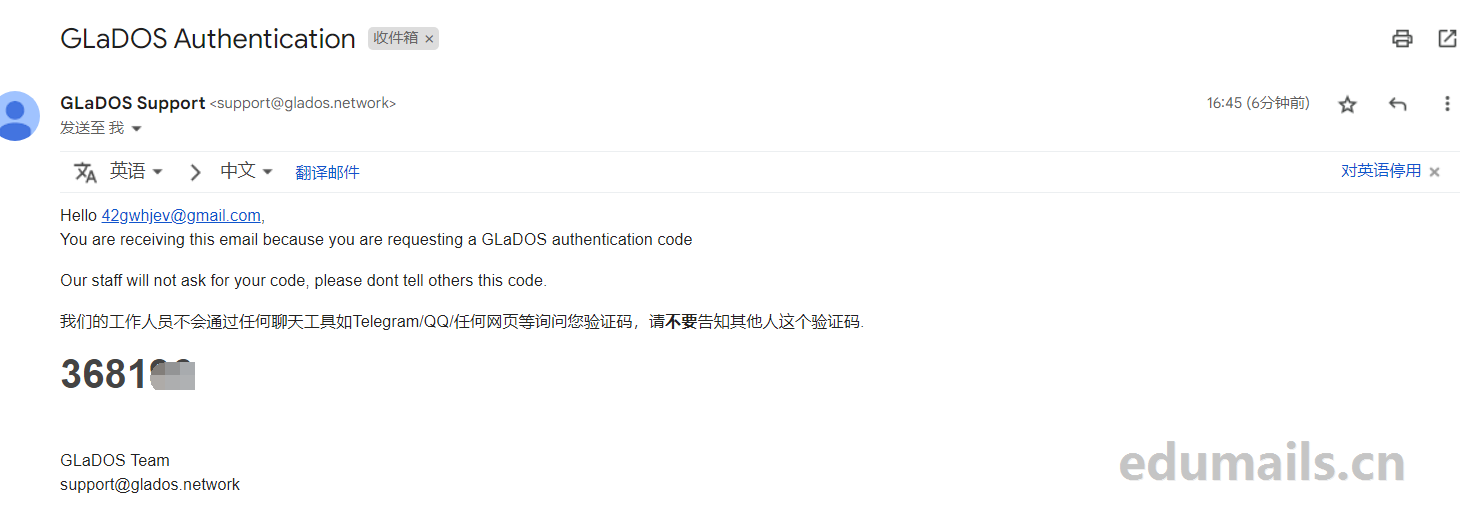 GLaDOS Authentication 收件箱 ×
GLaDOS Support <support@glados.network> 16:45 (6分钟前)
发送至 我
英语 中文 翻译邮件 对英语停用 ×
Hello 42gwhjev@gmail.com,
You are receiving this email because you are requesting a GLaDOS authentication code
Our staff will not ask for your code, please dont tell others this code.
我们的工作人员不会通过任何聊天工具如Telegram/QQ/任何网页等询问您验证码，请不要告知其他人这个验证码.
3681
GLaDOS Team
support@glados.network
edumails.cn